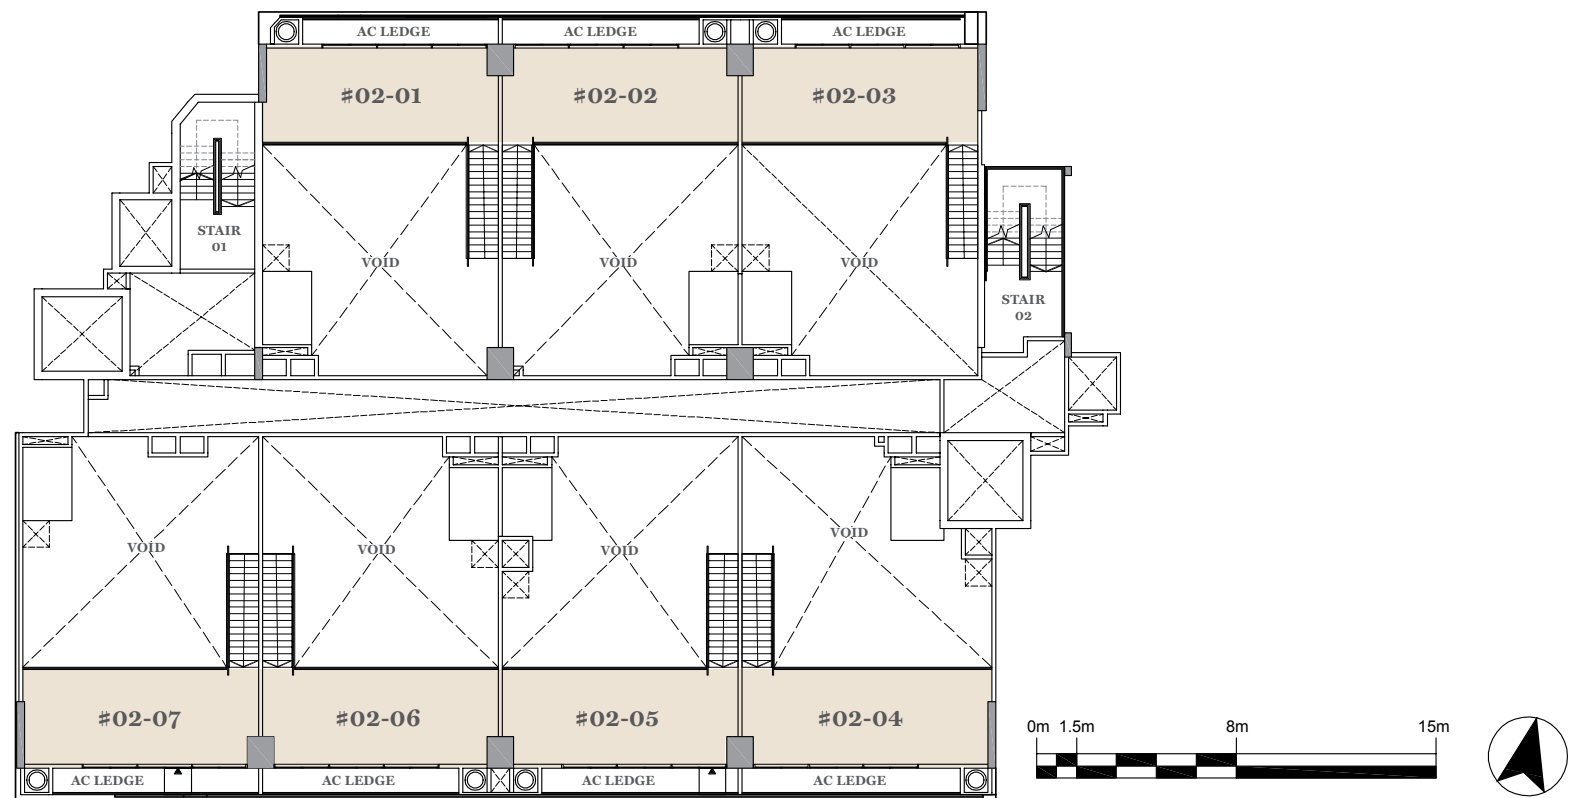 AC LEDGE AC LEDGE AC LEDGE
#02-01 #02-02 #02-03
STAIR
01
VOID VOID VOID
STAIR
02
VOID VOID VOID VOID
#02-07 #02-06 #02-05 #02-04
0m 1.5m 8m 15m
AC LEDGE AC LEDGE AC LEDGE AC LEDGE